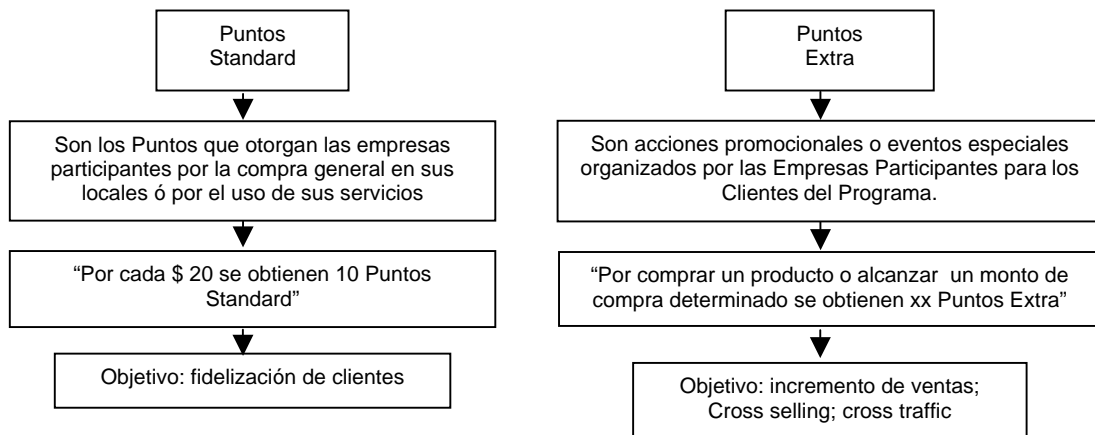 Puntos
Standard
Son los Puntos que otorgan las empresas
participantes por la compra general en sus
locales ó por el uso de sus servicios
“Por cada $ 20 se obtienen 10 Puntos
Standard”
Objetivo: fidelización de clientes
Puntos
Extra
Son acciones promocionales o eventos especiales
organizados por las Empresas Participantes para los
Clientes del Programa.
“Por comprar un producto o alcanzar un monto de
compra determinado se obtienen xx Puntos Extra”
Objetivo: incremento de ventas;
Cross selling; cross traffic